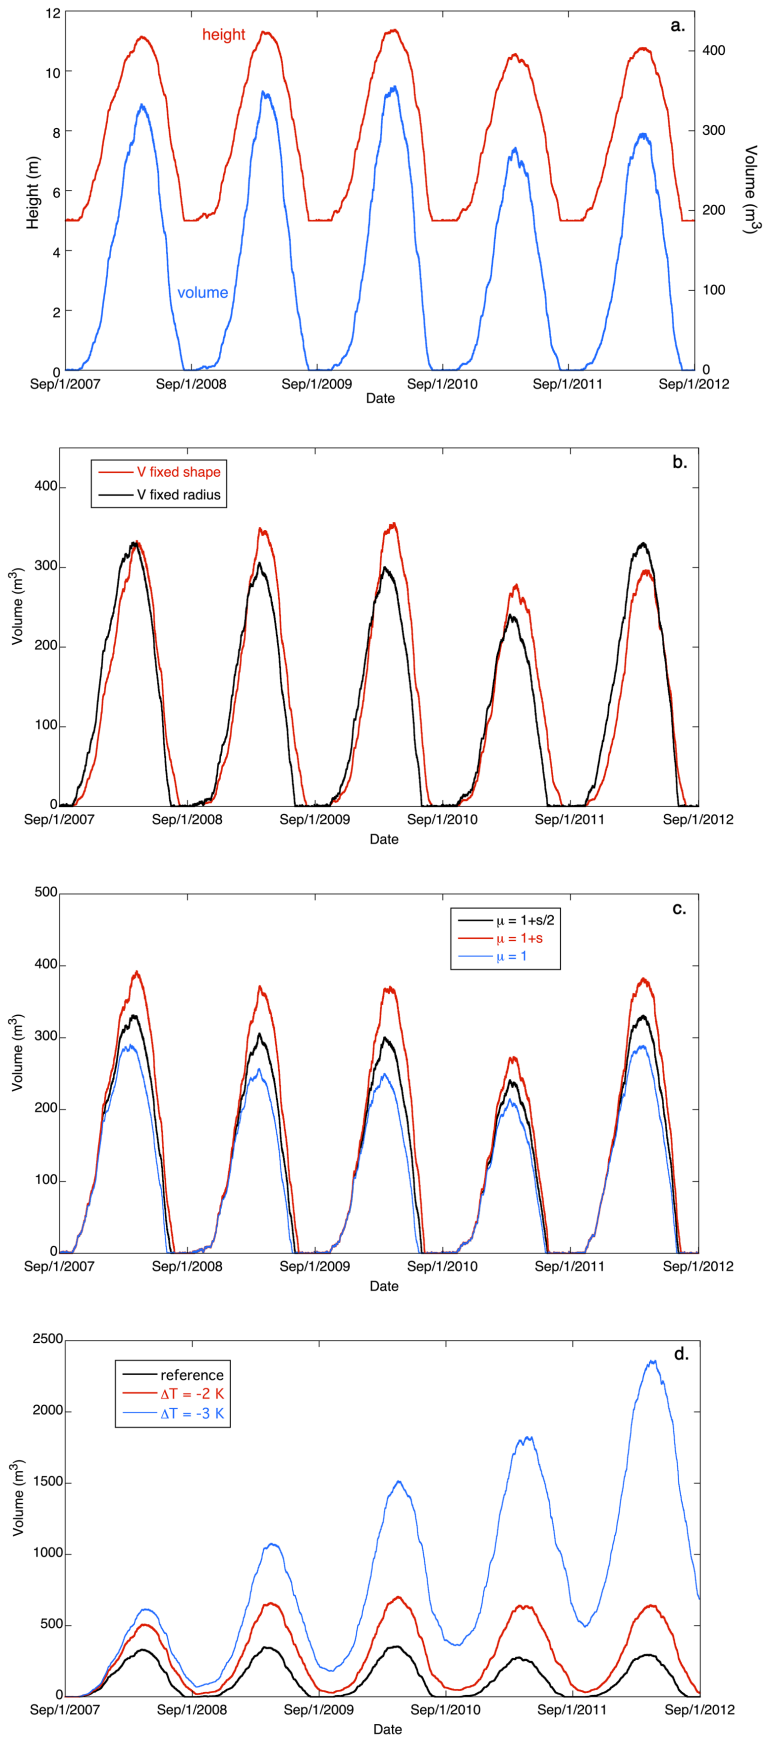 a.
height
volume
12
10
8
6
4
2
0
Height (m)
400
300
200
100
0
Volume (m³)
Sep/1/2007 Sep/1/2008 Sep/1/2009 Sep/1/2010 Sep/1/2011 Sep/1/2012
Date
b.
V fixed shape
V fixed radius
400
300
200
100
0
Volume (m³)
Sep/1/2007 Sep/1/2008 Sep/1/2009 Sep/1/2010 Sep/1/2011 Sep/1/2012
Date
c.
μ = 1+s/2
μ = 1+s
μ = 1
500
400
300
200
100
0
Volume (m³)
Sep/1/2007 Sep/1/2008 Sep/1/2009 Sep/1/2010 Sep/1/2011 Sep/1/2012
Date
d.
reference
ΔT = -2 K
ΔT = -3 K
2500
2000
1500
1000
500
0
Volume (m³)
Sep/1/2007 Sep/1/2008 Sep/1/2009 Sep/1/2010 Sep/1/2011 Sep/1/2012
Date